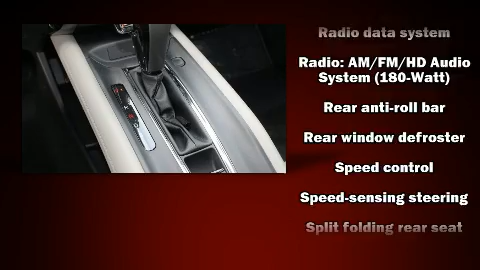 Radio data system
Radio: AM/FM/HD Audio
System (180-Watt)
Rear anti-roll bar
Rear window defroster
Speed control
Speed-sensing steering
Split folding rear seat